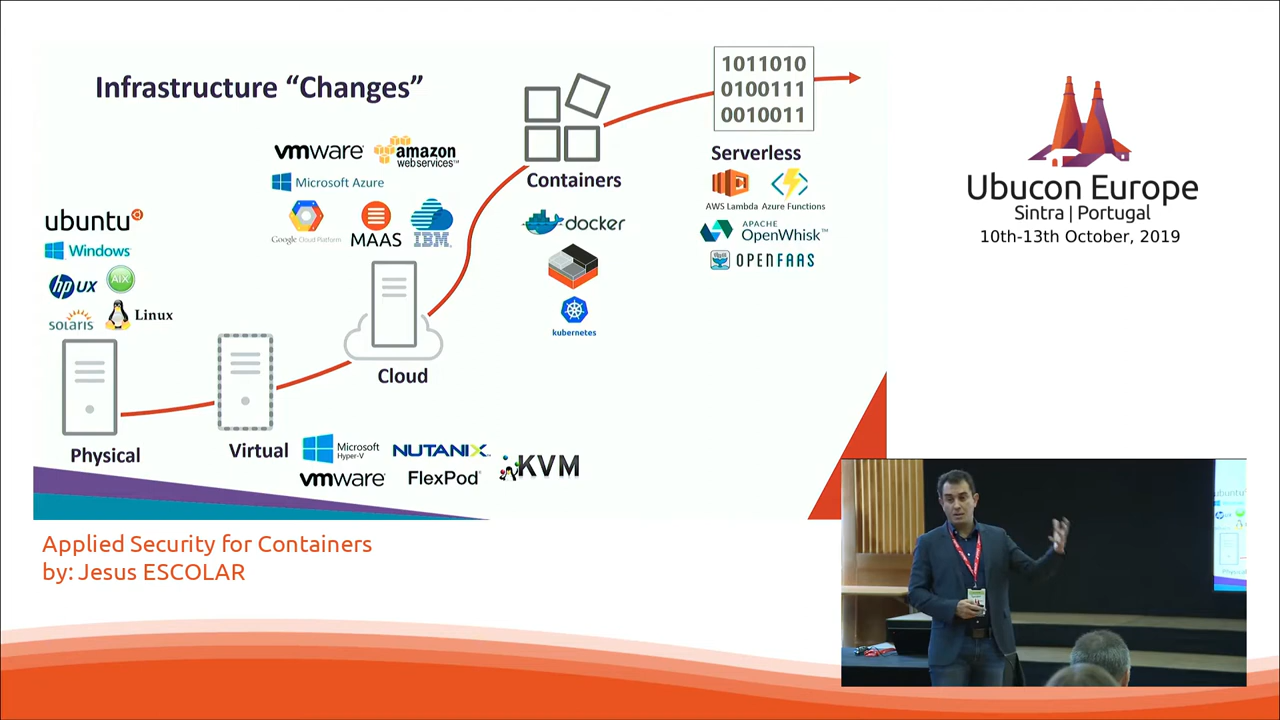 Infrastructure “Changes”
1011010
0100111
0010011
Serverless
AWS Lambda Azure Functions
APACHE
OpenWhisk™
OPENFAAS
Containers
docker
kubernetes
vmware amazon
webservices™
Microsoft Azure
Google Cloud Platform MAAS IBM
ubuntu
Windows
hp UX AIX
SOLARIS Linux
Cloud
Physical
Virtual
Microsoft
Hyper-V
NUTANIX
KVM
vmware FlexPod
Applied Security for Containers
by: Jesus ESCOLAR
Ubucon Europe
Sintra | Portugal
10th-13th October, 2019